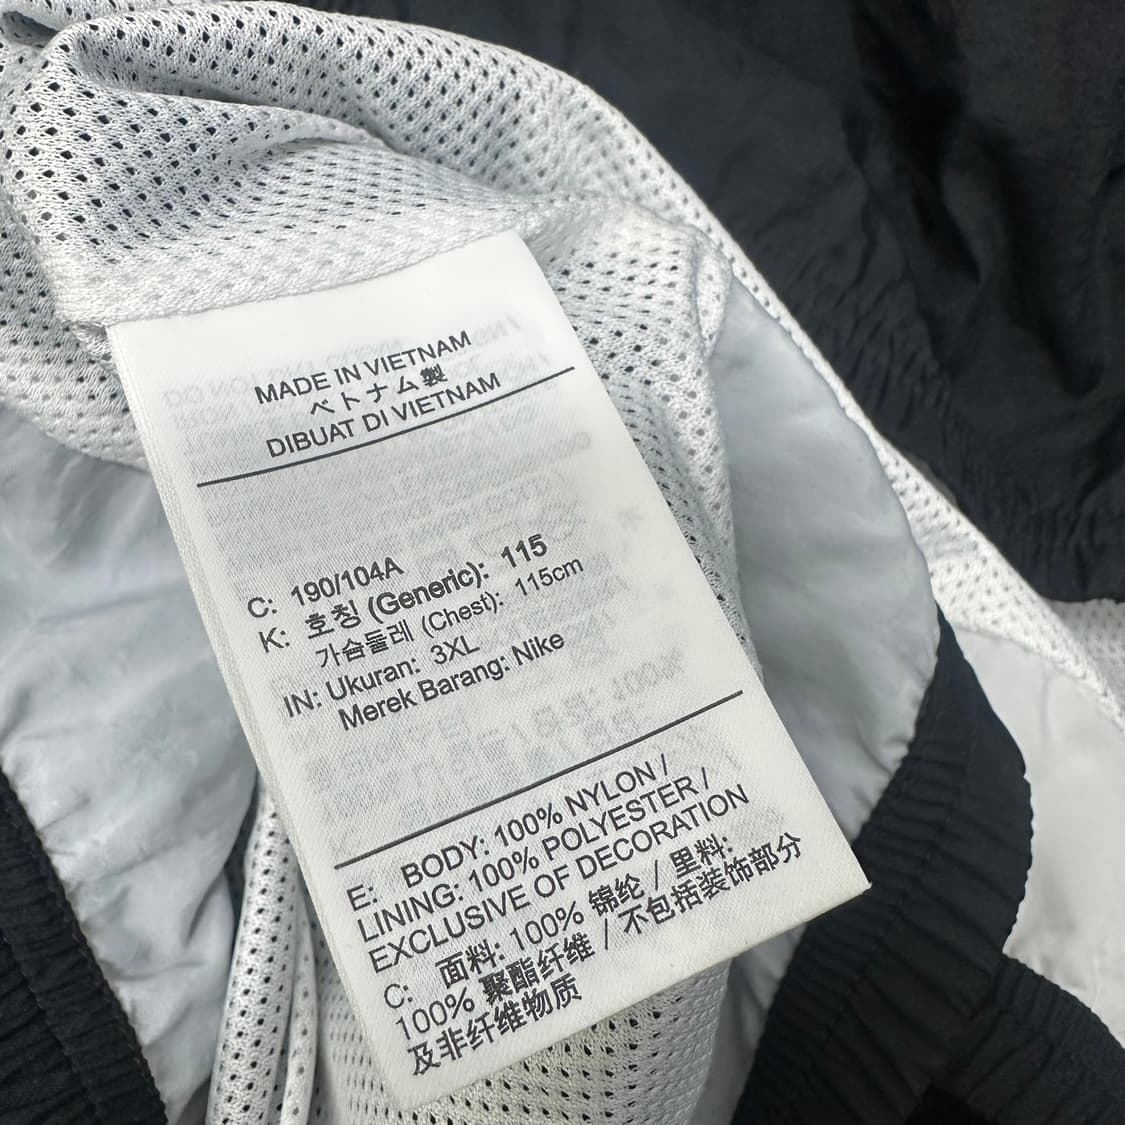 MADE IN VIETNAM
ベトナム製
DIBUAT DI VIETNAM
C: 190/104A
K: 호칭 (Generic): 115
가슴둘레 (Chest): 115cm
IN: Ukuran: 3XL
Merek Barang: Nike
E: BODY: 100% NYLON /
LINING: 100% POLYESTER /
EXCLUSIVE OF DECORATION
C: 面料: 100% 锦纶 / 里料:
100% 聚酯纤维 / 不包括装饰部分
及非纤维物质